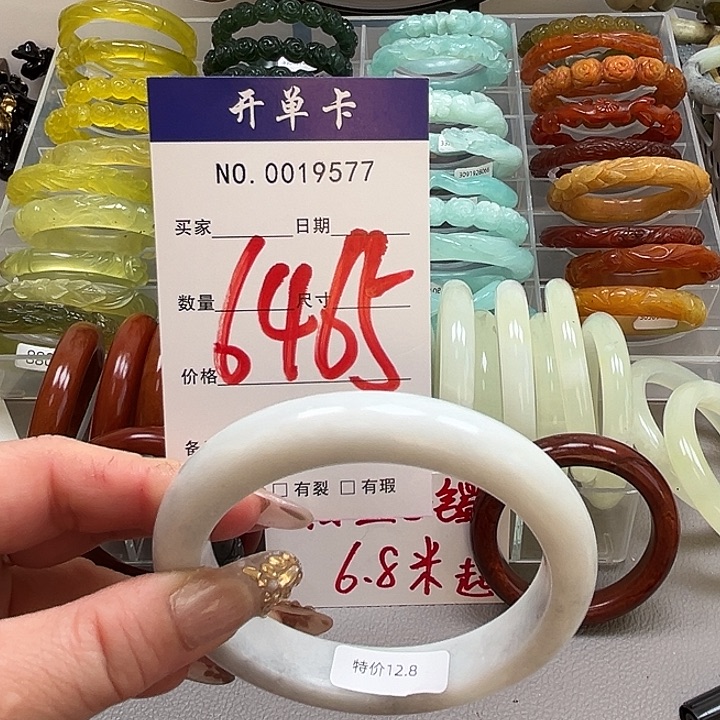 开单卡
NO. 0019577
买家 日期
数量 尺寸
6465
价格
备
□有裂 □有瑕
镯
6.8米起
特价12.8